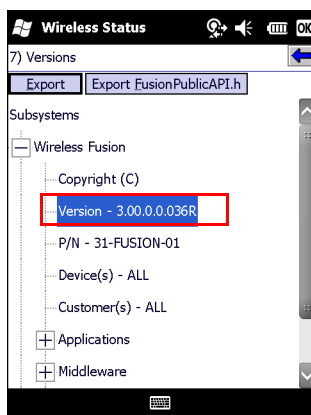 Wireless Status OK
7) Versions
Export Export FusionPublicAPI.h
Subsystems
Wireless Fusion
Copyright (C)
Version - 3.00.0.0.036R
P/N - 31-FUSION-01
Device(s) - ALL
Customer(s) - ALL
Applications
Middleware